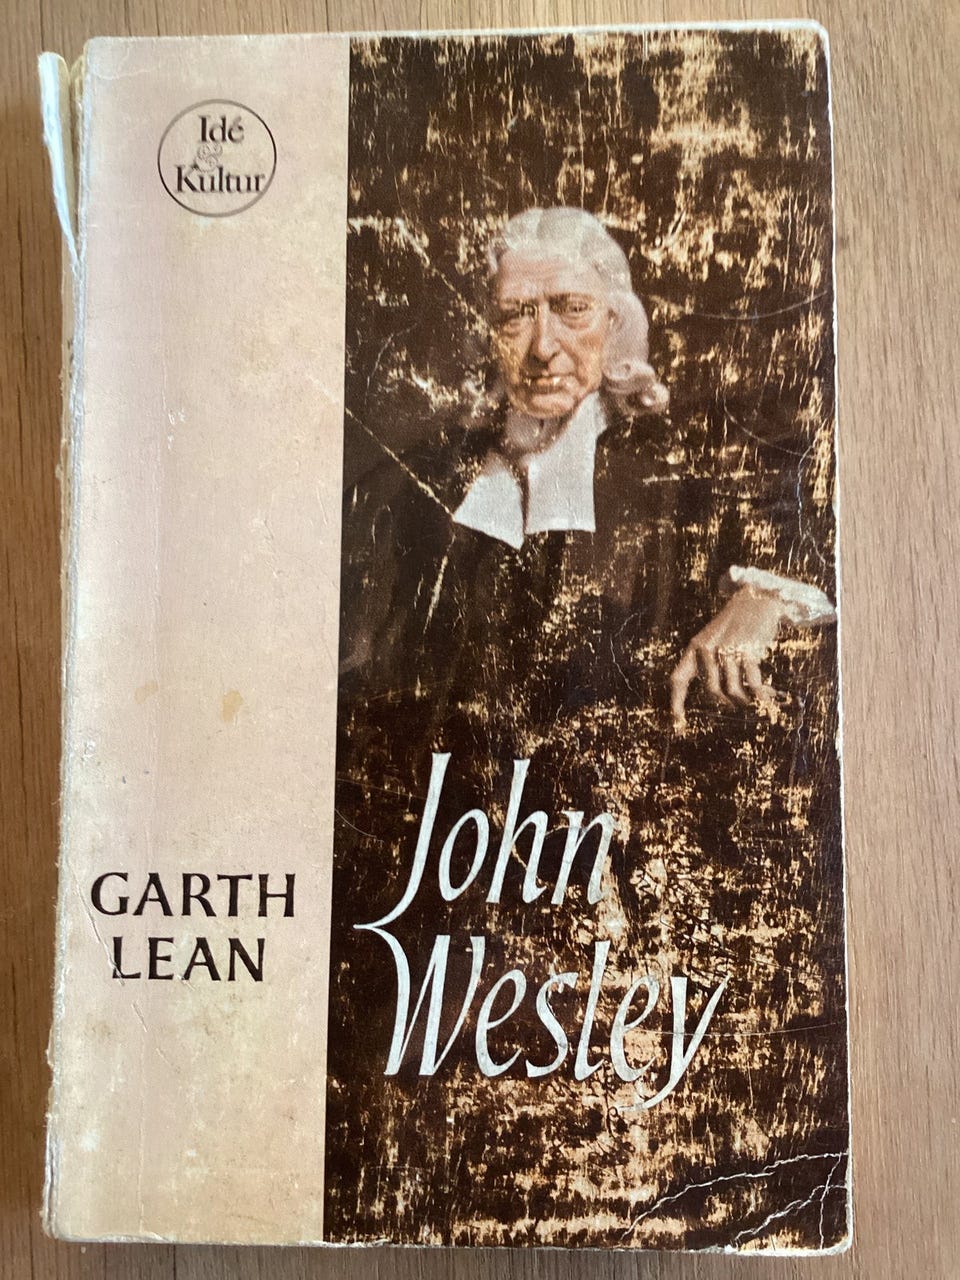 Idé
&
Kultur
GARTH
LEAN
John
Wesley